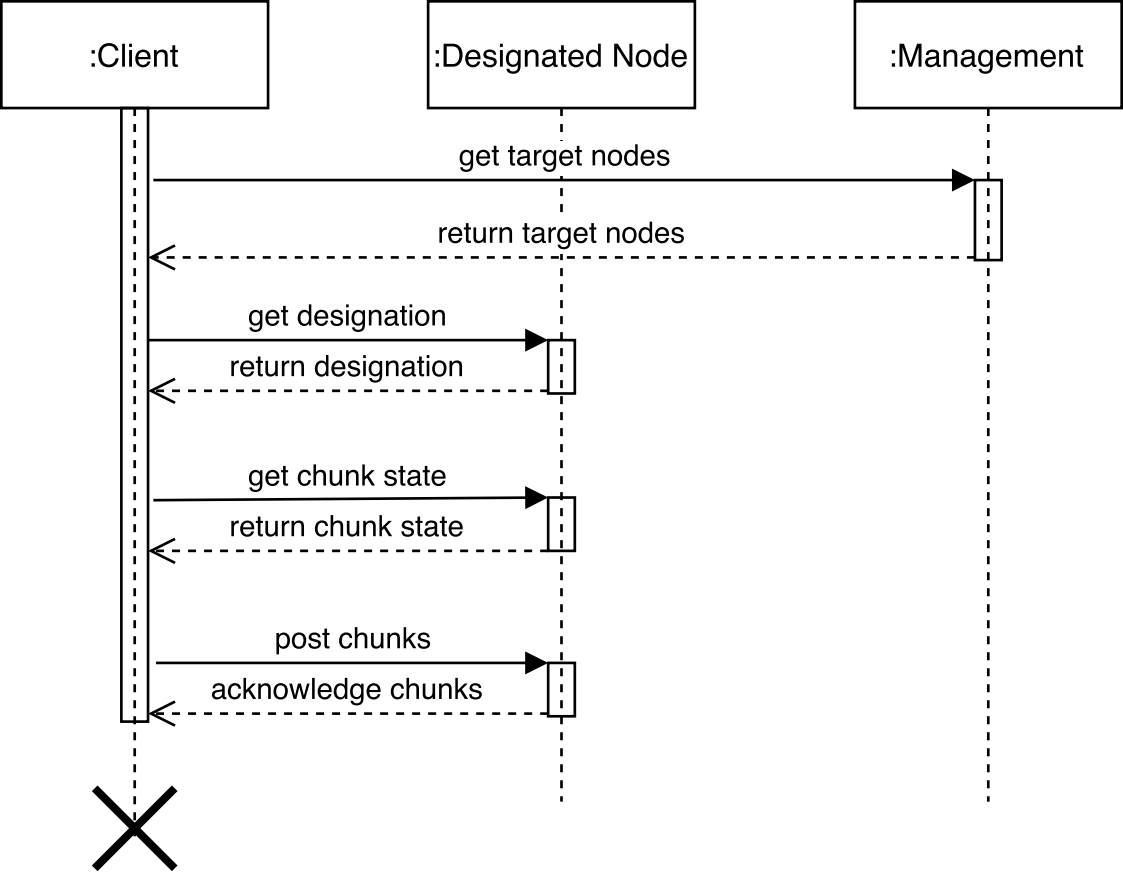 :Client
:Designated Node
:Management
get target nodes
return target nodes
get designation
return designation
get chunk state
return chunk state
post chunks
acknowledge chunks